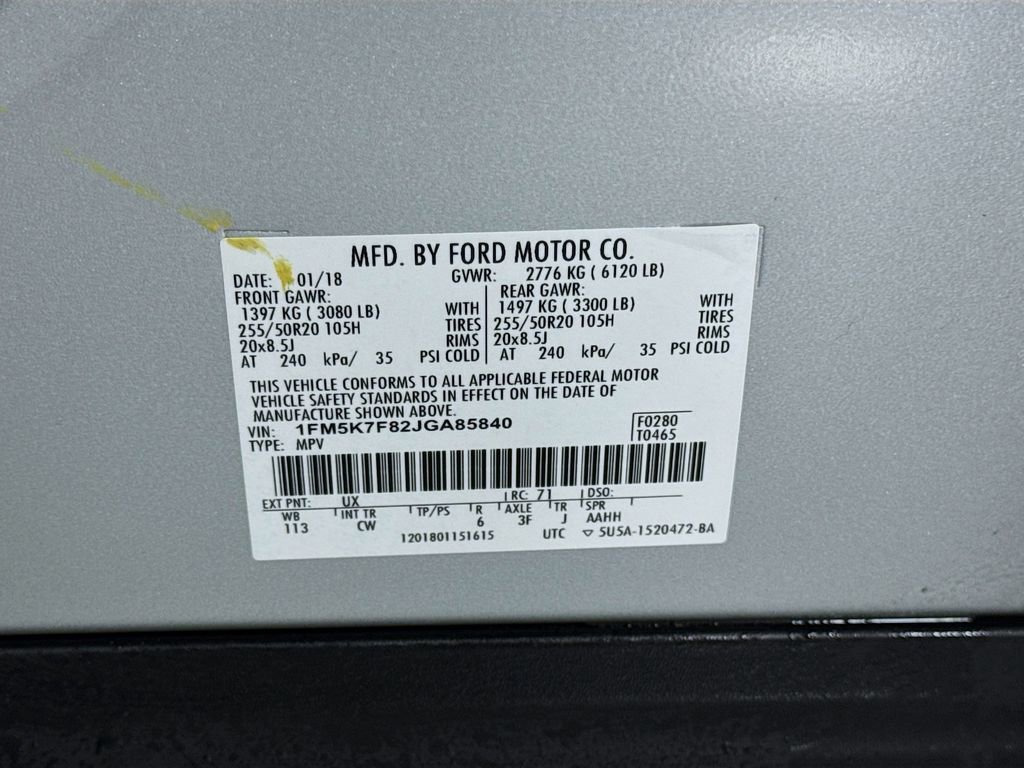 MFD. BY FORD MOTOR CO.
DATE: 01/18 GVWR: 2776 KG ( 6120 LB)
FRONT GAWR:
1397 KG ( 3080 LB) WITH
255/50R20 105H TIRES
20x8.5J RIMS
AT 240 kPa/ 35 PSI COLD
REAR GAWR:
1497 KG ( 3300 LB) WITH
255/50R20 105H TIRES
20x8.5J RIMS
AT 240 kPa/ 35 PSI COLD
THIS VEHICLE CONFORMS TO ALL APPLICABLE FEDERAL MOTOR
VEHICLE SAFETY STANDARDS IN EFFECT ON THE DATE OF
MANUFACTURE SHOWN ABOVE.
VIN: 1FM5K7F82JGA85840
TYPE: MPV
F0280
T0465
EXT PNT: UX RC: 71 DSO:
WB INT TR TP/PS R AXLE TR SPR
113 CW 6 3F J AAHH
1201801151615 UTC ▽ 5U5A-1520472-BA